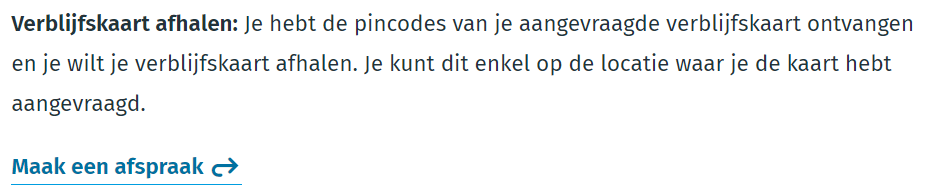 Verblijfskaart afhalen: Je hebt de pincodes van je aangevraagde verblijfskaart ontvangen
en je wilt je verblijfskaart afhalen. Je kunt dit enkel op de locatie waar je de kaart hebt
aangevraagd.
Maak een afspraak